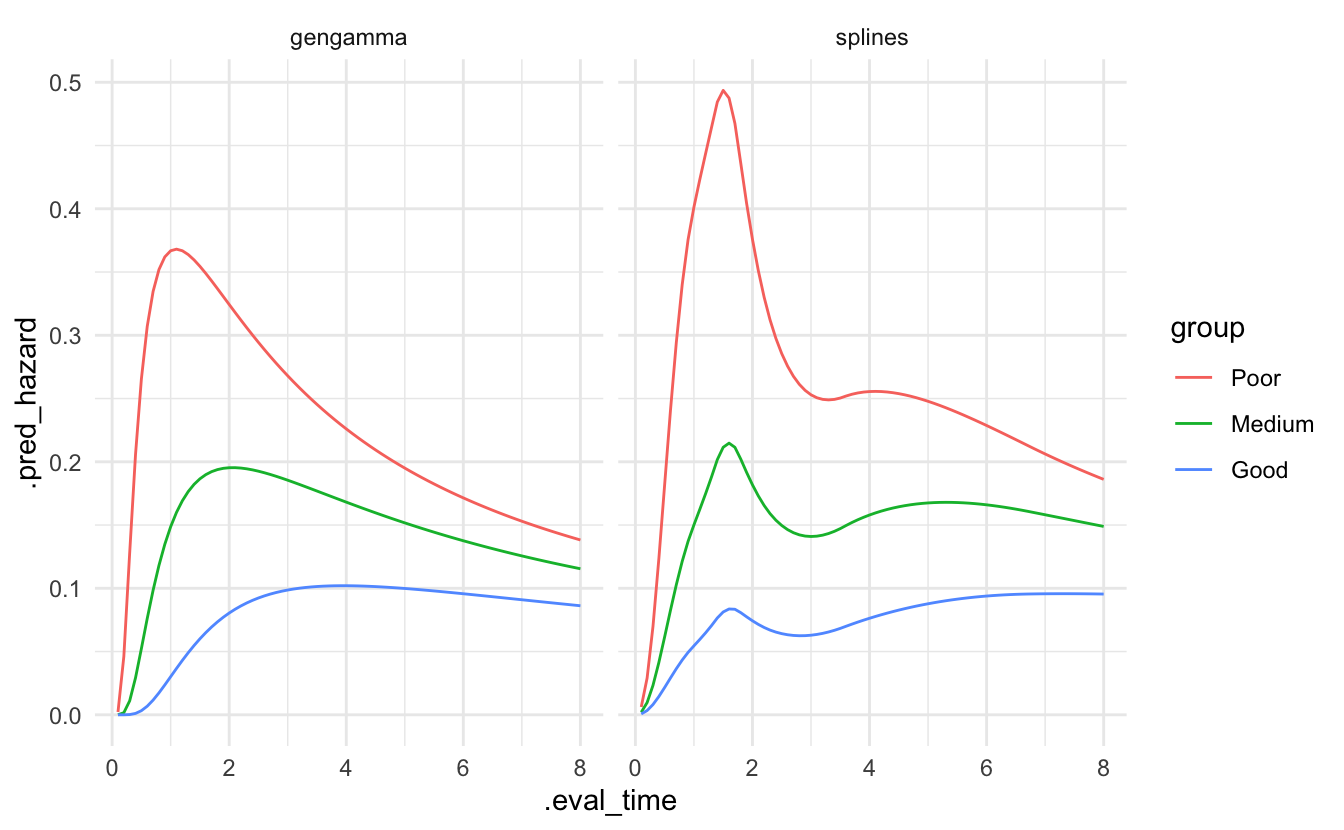 gengamma
splines
0.5
0.4
0.3
0.2
0.1
0.0
.pred_hazard
0 2 4 6 8
0 2 4 6 8
.eval_time
group
Poor
Medium
Good